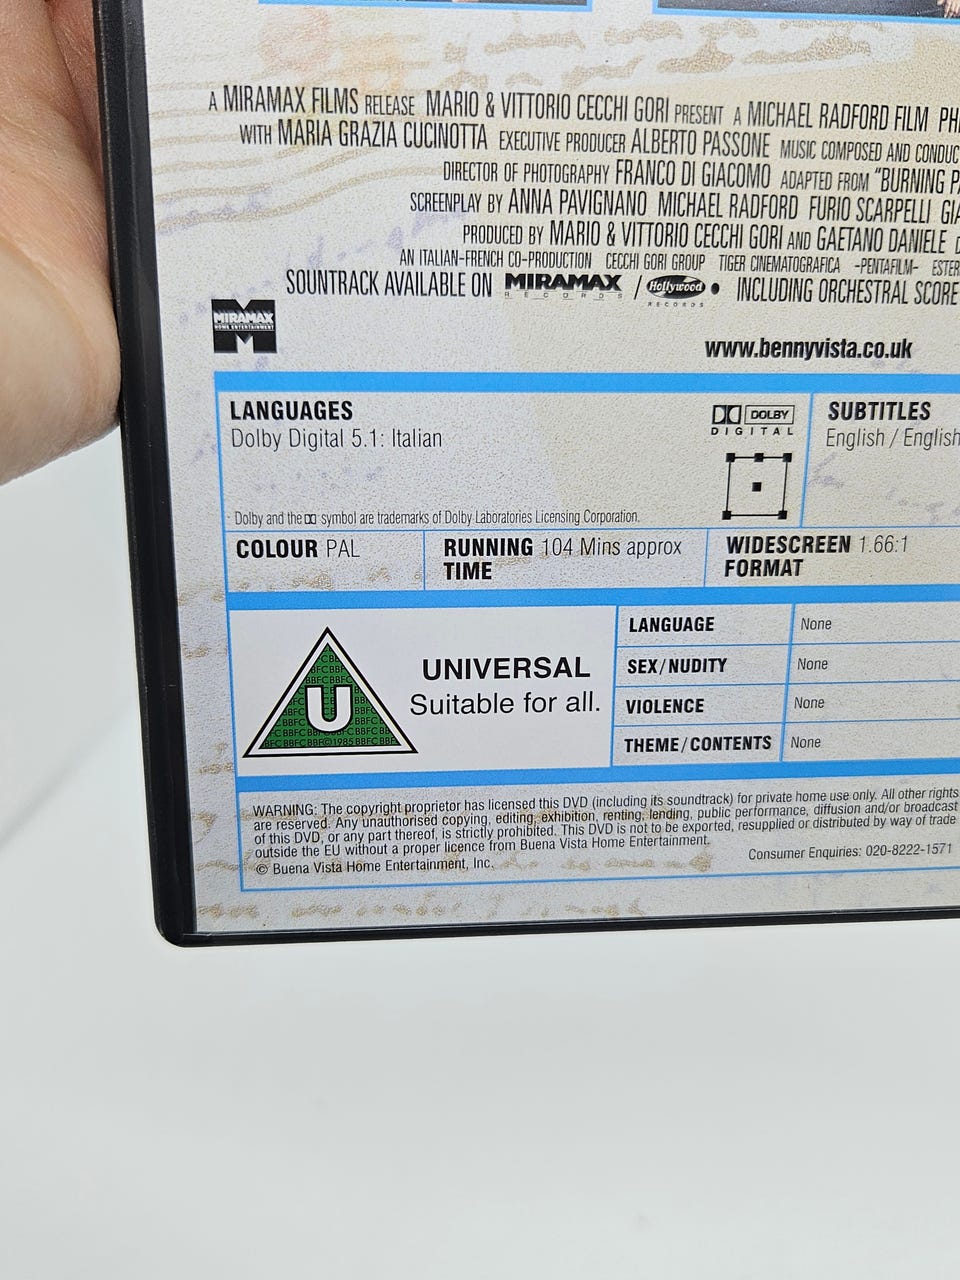 A MIRAMAX FILMS RELEASE MARIO & VITTORIO CECCHI GORI PRESENT A MICHAEL RADFORD FILM PH
WITH MARIA GRAZIA CUCINOTTA EXECUTIVE PRODUCER ALBERTO PASSONE MUSIC COMPOSED AND CONDUC
DIRECTOR OF PHOTOGRAPHY FRANCO DI GIACOMO ADAPTED FROM "BURNING PA
SCREENPLAY BY ANNA PAVIGNANO MICHAEL RADFORD FURIO SCARPELLI GIA
PRODUCED BY MARIO & VITTORIO CECCHI GORI AND GAETANO DANIELE D
AN ITALIAN-FRENCH CO-PRODUCTION CECCHI GORI GROUP TIGER CINEMATOGRAFICA -PENTAFILM- ESTER
SOUNTRACK AVAILABLE ON MIRAMAX RECORDS / Hollywood RECORDS • INCLUDING ORCHESTRAL SCORE
MIRAMAX
HOME ENTERTAINMENT
www.bennyvista.co.uk
LANGUAGES
Dolby Digital 5.1: Italian
DOLBY
DIGITAL
SUBTITLES
English / English
Dolby and the symbol are trademarks of Dolby Laboratories Licensing Corporation.
COLOUR PAL
RUNNING TIME 104 Mins approx
WIDESCREEN FORMAT 1.66:1
U
BBFC BBFC BBFC©1985 BBFC BBF
UNIVERSAL
Suitable for all.
LANGUAGE None
SEX/NUDITY None
VIOLENCE None
THEME/CONTENTS None
WARNING: The copyright proprietor has licensed this DVD (including its soundtrack) for private home use only. All other rights
are reserved. Any unauthorised copying, editing, exhibition, renting, lending, public performance, diffusion and/or broadcast
of this DVD, or any part thereof, is strictly prohibited. This DVD is not to be exported, resupplied or distributed by way of trade
outside the EU without a proper licence from Buena Vista Home Entertainment.
© Buena Vista Home Entertainment, Inc.
Consumer Enquiries: 020-8222-1571